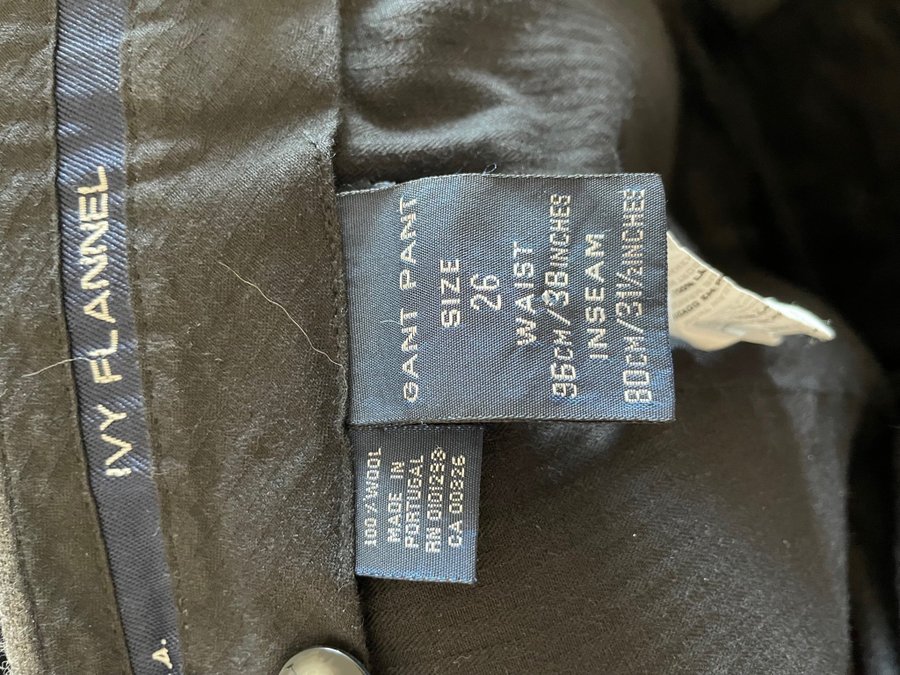 IVY FLANNEL
A.
GANT PANT
SIZE
26
WAIST
96CM/38INCHES
INSEAM
80CM/31½INCHES
100/WOOL
MADE IN
PORTUGAL
CA 00826